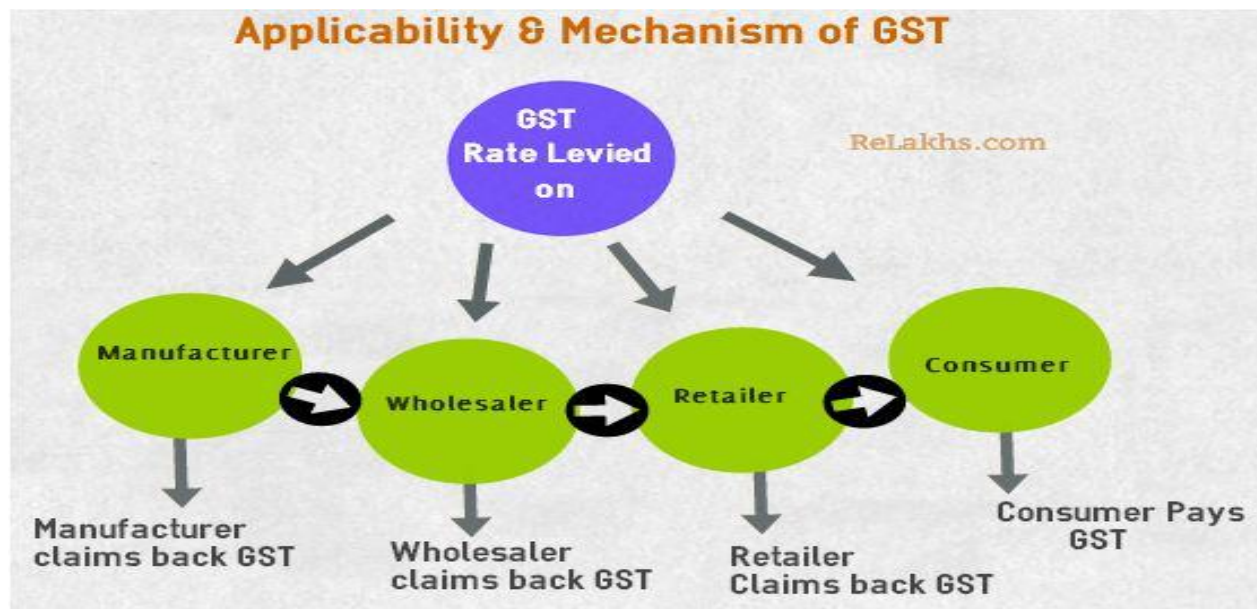 Applicability & Mechanism of GST
GST
Rate Levied
on
ReLakhs.com
Manufacturer
Wholesaler
Retailer
Consumer
Manufacturer
claims back GST
Wholesaler
claims back GST
Retailer
Claims back GST
Consumer Pays
GST